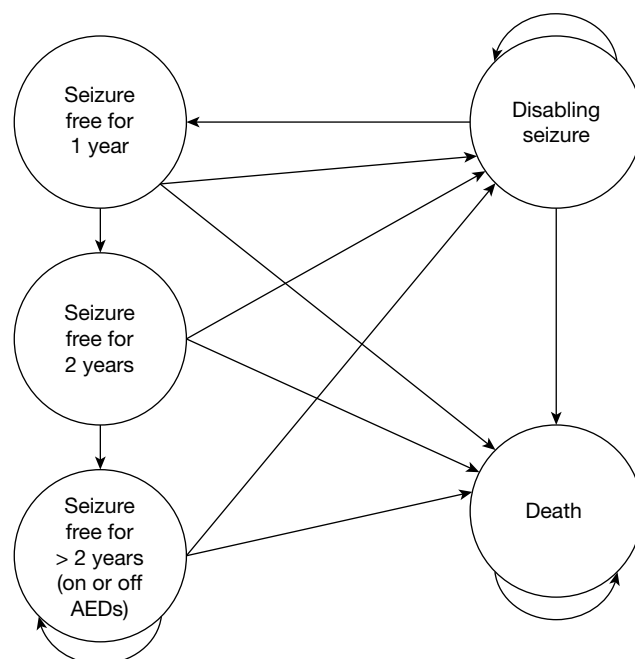 Seizure
free for
1 year
Disabling
seizure
Seizure
free for
2 years
Seizure
free for
> 2 years
(on or off
AEDs)
Death